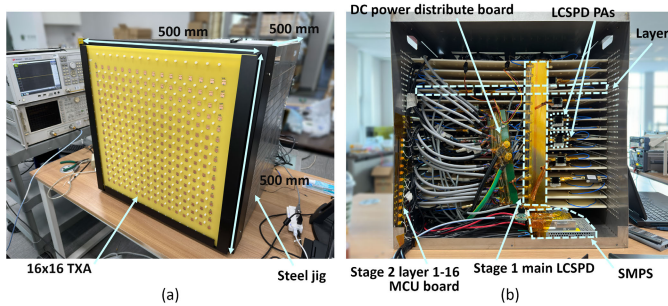 500 mm
500 mm
500 mm
16x16 TXA
Steel jig
(a)
DC power distribute board
LCSPD PAs
Layer
Stage 2 layer 1-16
MCU board
Stage 1 main LCSPD
SMPS
(b)